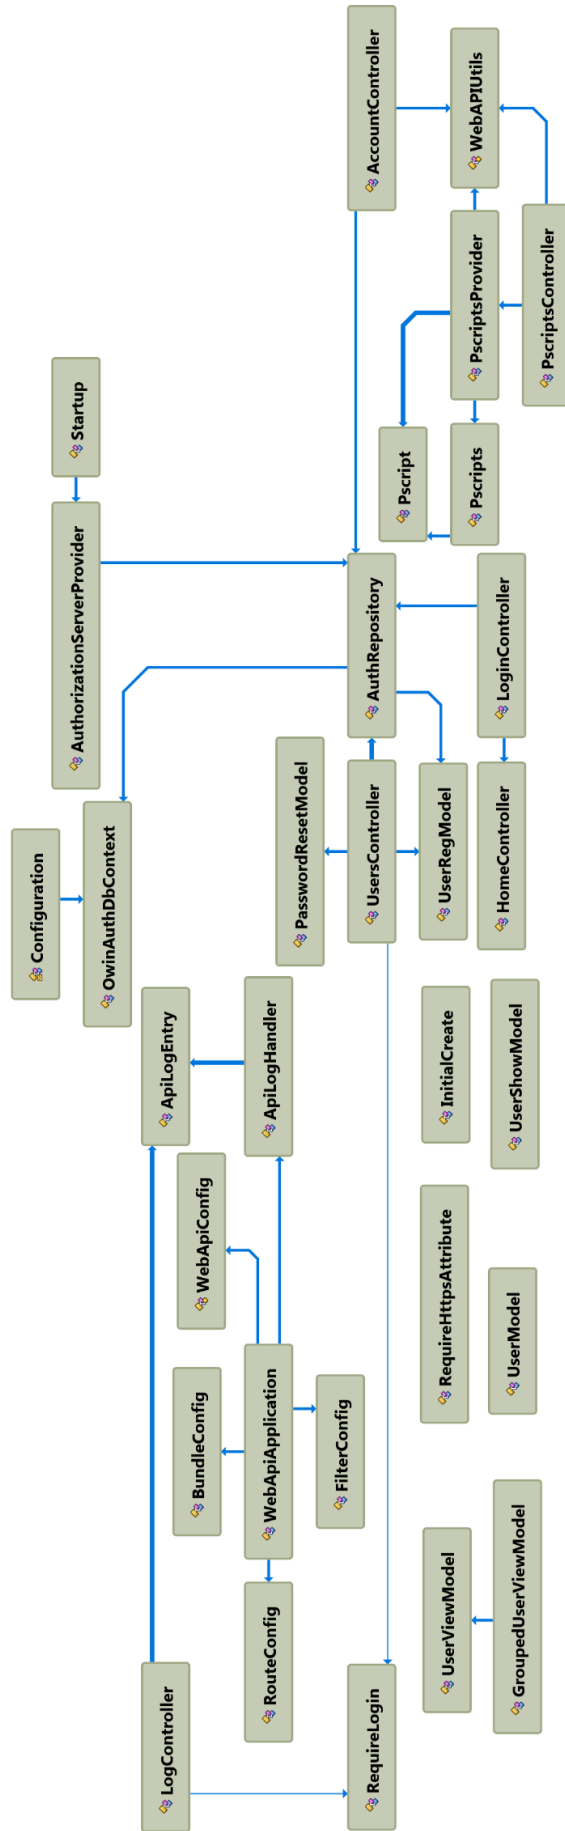 LogController
RequireLogin
RouteConfig
BundleConfig
WebApiApplication
FilterConfig
WebApiConfig
ApiLogEntry
ApiLogHandler
UserViewModel
GroupedUserViewModel
RequireHttpsAttribute
UserModel
InitialCreate
UserShowModel
Configuration
OwinAuthDbContext
PasswordResetModel
UsersController
UserRegModel
HomeController
AuthorizationServerProvider
Startup
AuthRepository
LoginController
Pscript
Pscripts
PscriptsProvider
PscriptsController
AccountController
WebAPIUtils